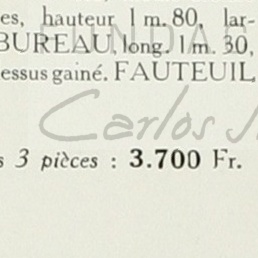 es, hauteur 1 m. 80, lar-
BUREAU, long. 1 m. 30,
essus gainé. FAUTEUIL
Carlos
s 3 pièces : 3.700 Fr.